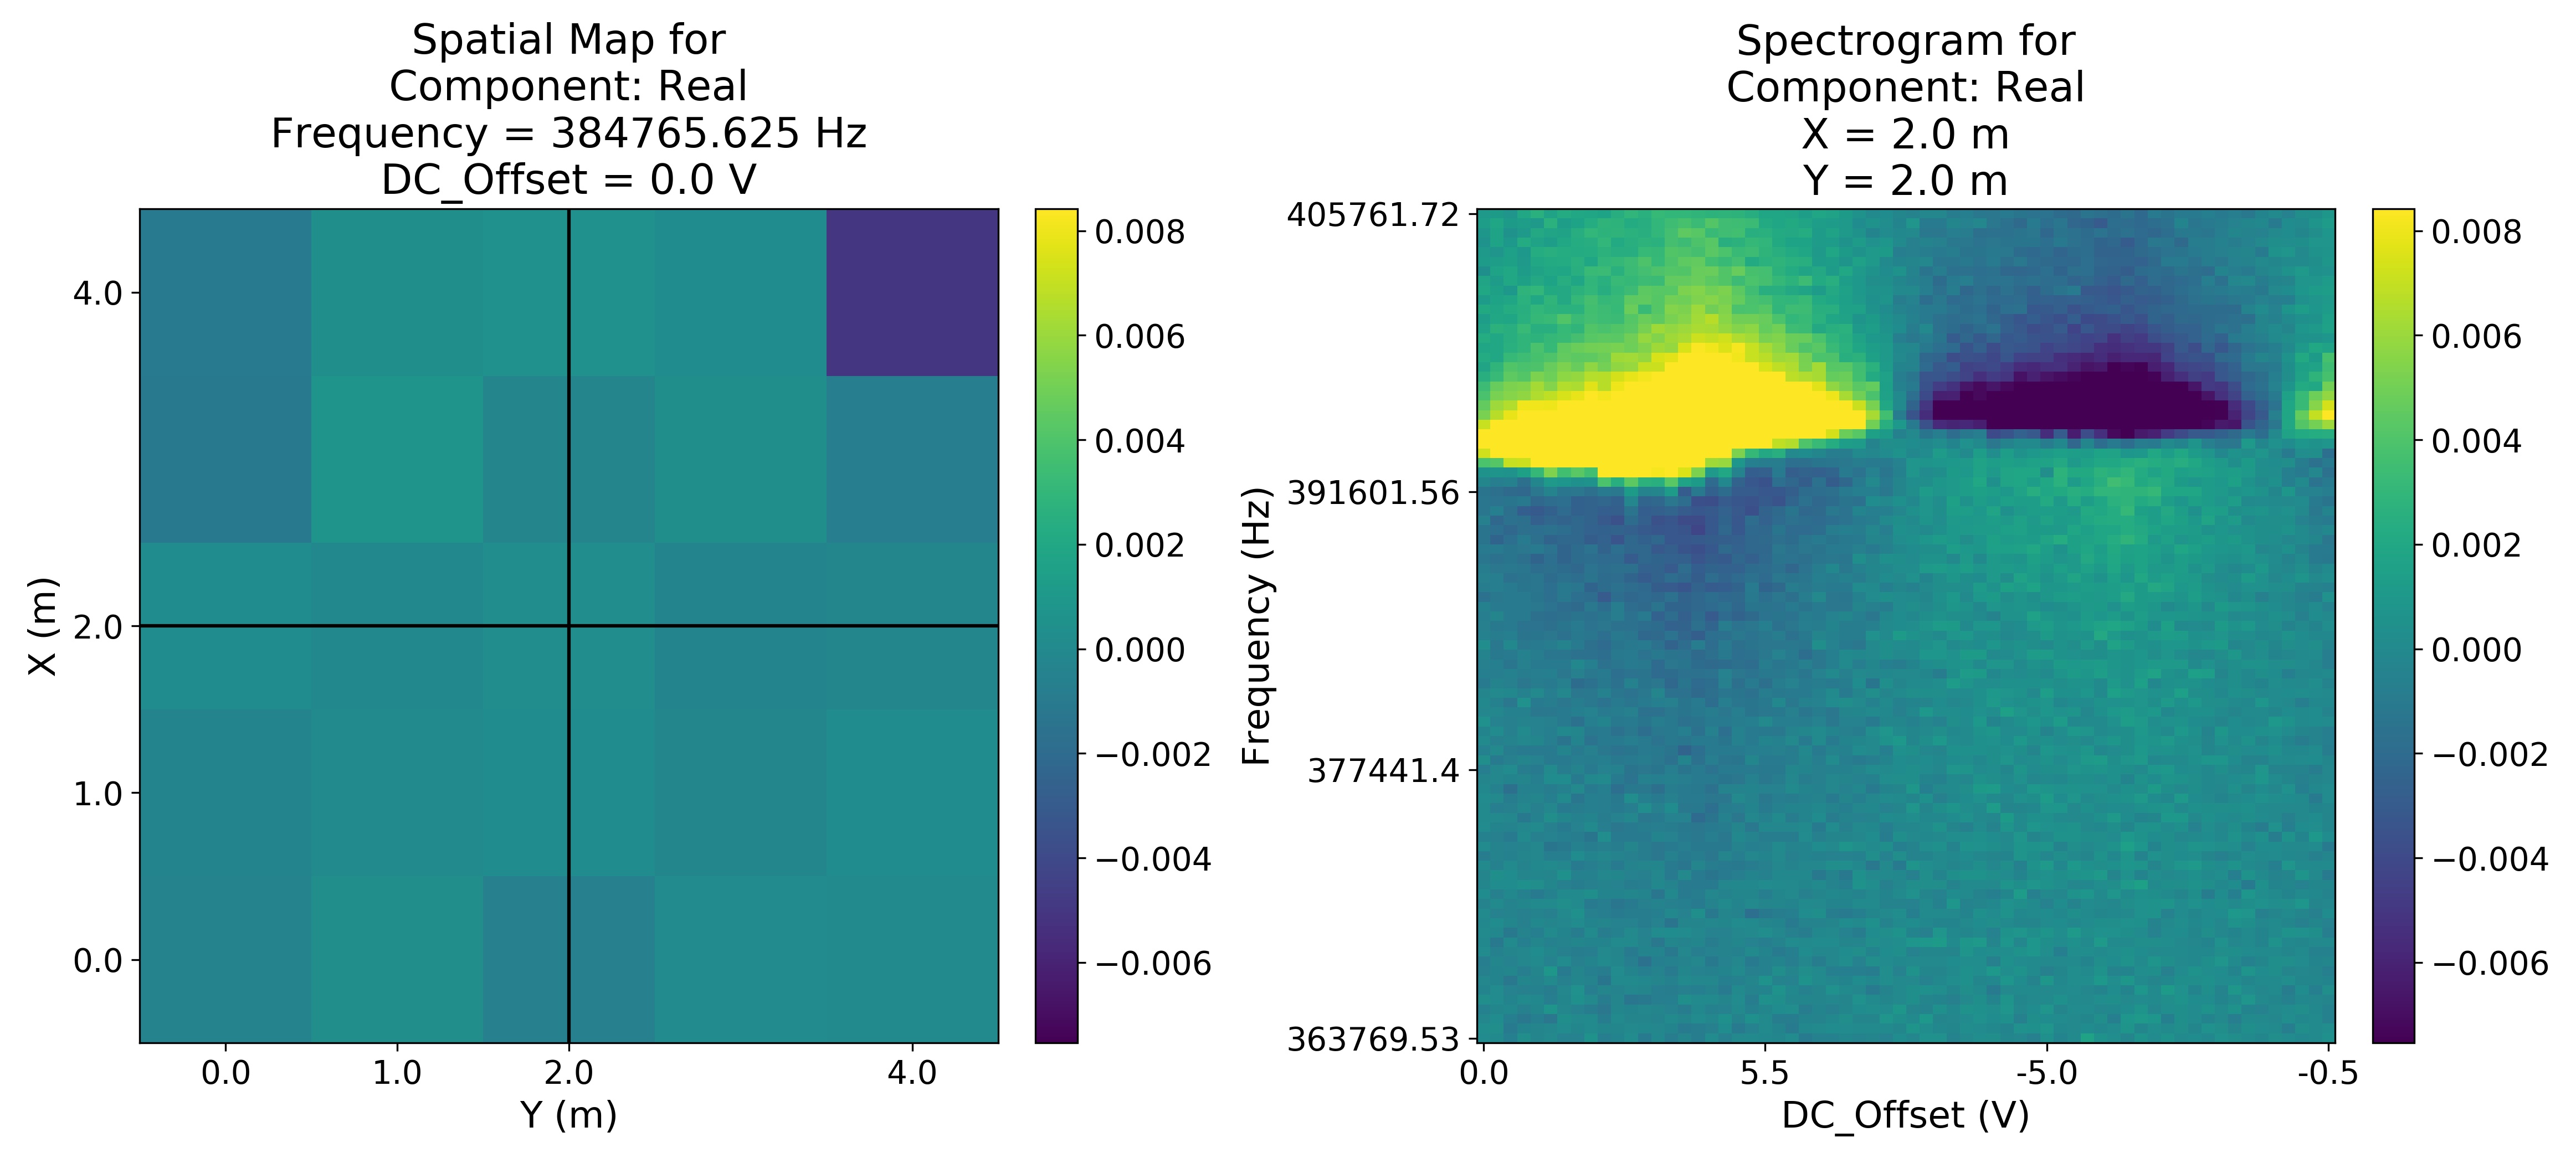 Spatial Map for
Component: Real
Frequency = 384765.625 Hz
DC_Offset = 0.0 V
X (m)
4.0
2.0
1.0
0.0
0.0
1.0
2.0
4.0
Y (m)
0.008
0.006
0.004
0.002
0.000
−0.002
−0.004
−0.006
Spectrogram for
Component: Real
X = 2.0 m
Y = 2.0 m
Frequency (Hz)
405761.72
391601.56
377441.4
363769.53
0.0
5.5
-5.0
-0.5
DC_Offset (V)
0.008
0.006
0.004
0.002
0.000
−0.002
−0.004
−0.006